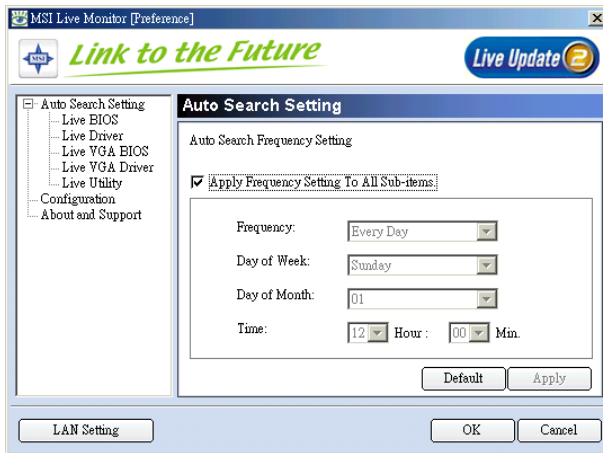 MSI Live Monitor [Preference]
MSI
Link to the Future
Live Update 2
Auto Search Setting
Live BIOS
Live Driver
Live VGA BIOS
Live VGA Driver
Live Utility
Configuration
About and Support
Auto Search Setting
Auto Search Frequency Setting
Apply Frequency Setting To All Sub-items.
Frequency: Every Day
Day of Week: Sunday
Day of Month: 01
Time: 12 Hour : 00 Min.
Default Apply
LAN Setting OK Cancel